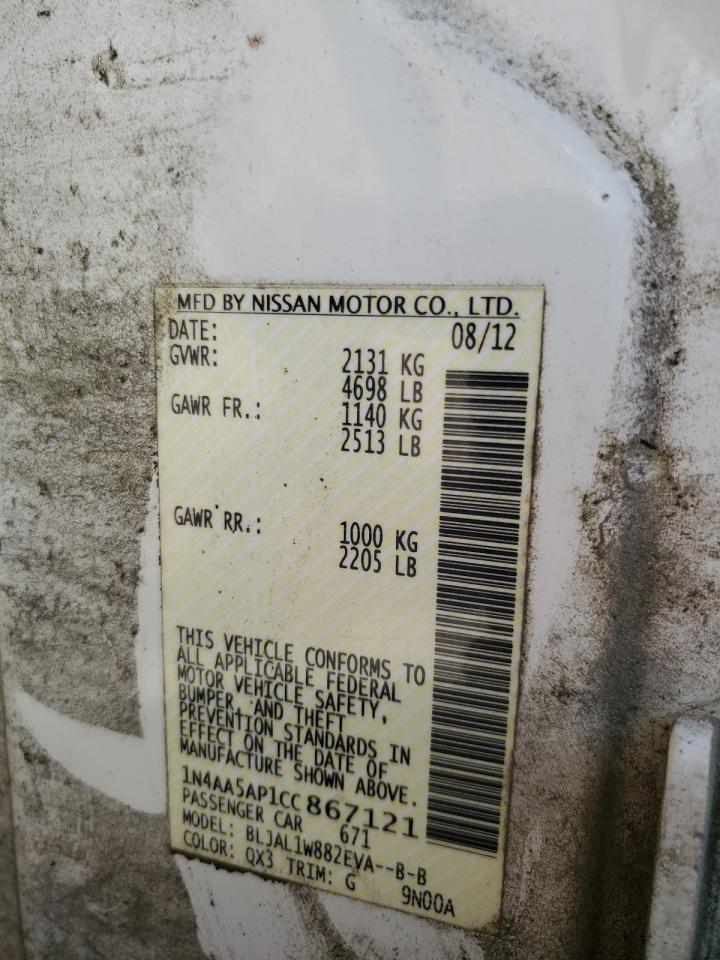 MFD BY NISSAN MOTOR CO., LTD.
DATE: 08/12
GVWR: 2131 KG
4698 LB
GAWR FR.: 1140 KG
2513 LB
GAWR RR.: 1000 KG
2205 LB
THIS VEHICLE CONFORMS TO
ALL APPLICABLE FEDERAL
MOTOR VEHICLE SAFETY,
BUMPER, AND THEFT
PREVENTION STANDARDS IN
EFFECT ON THE DATE OF
MANUFACTURE SHOWN ABOVE.
1N4AA5AP1CC867121
PASSENGER CAR 671
MODEL: BLJAL1W882EVA--B-B
COLOR: QX3 TRIM: G 9N00A